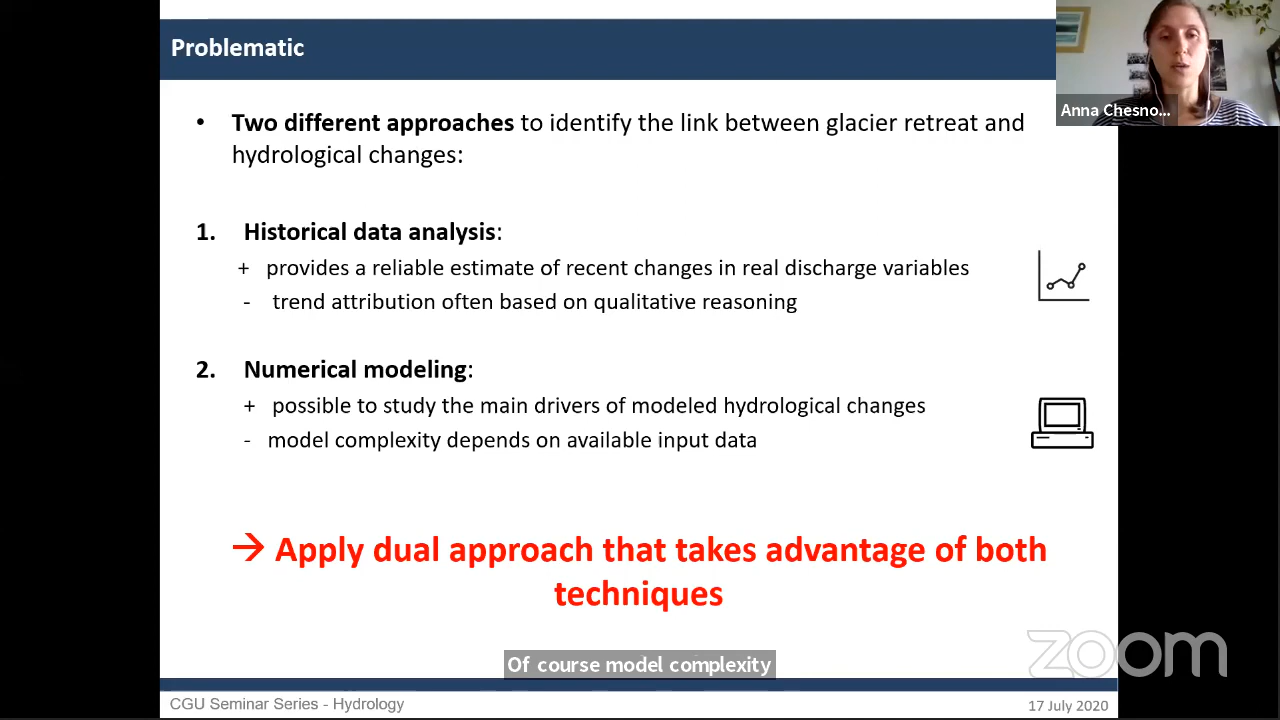 Problematic
Anna Chesno...
• Two different approaches to identify the link between glacier retreat and
hydrological changes:
1. Historical data analysis:
+ provides a reliable estimate of recent changes in real discharge variables
- trend attribution often based on qualitative reasoning
2. Numerical modeling:
+ possible to study the main drivers of modeled hydrological changes
- model complexity depends on available input data
→ Apply dual approach that takes advantage of both
techniques
Of course model complexity
zoom
CGU Seminar Series - Hydrology
17 July 2020